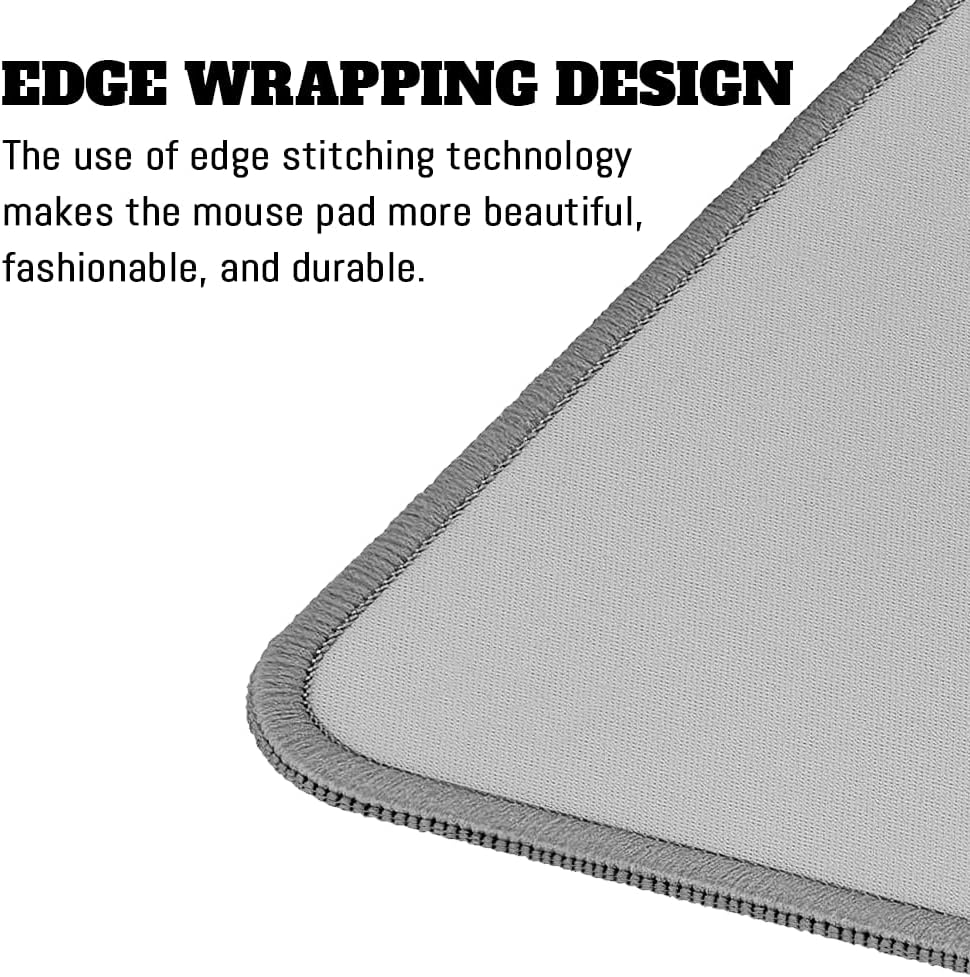 EDGE WRAPPING DESIGN
The use of edge stitching technology
makes the mouse pad more beautiful,
fashionable, and durable.